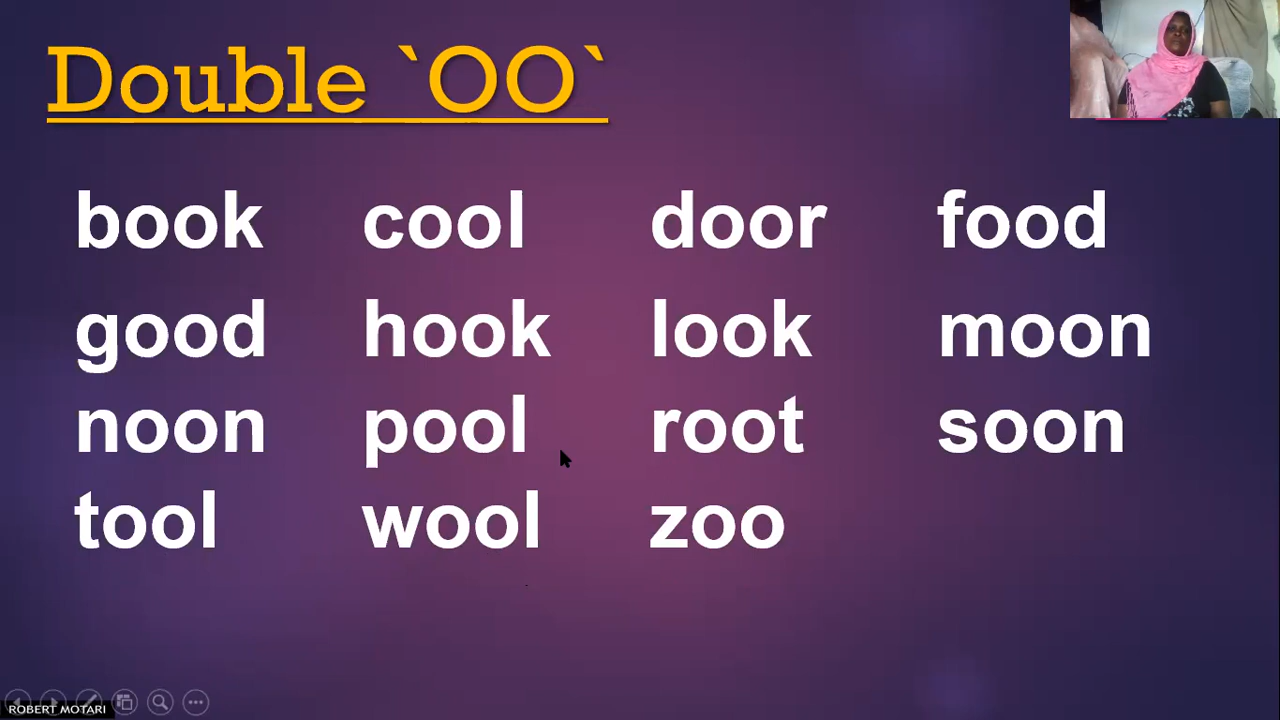 Double `OO`
book cool door food
good hook look moon
noon pool root soon
tool wool zoo
ROBERT MOTARI